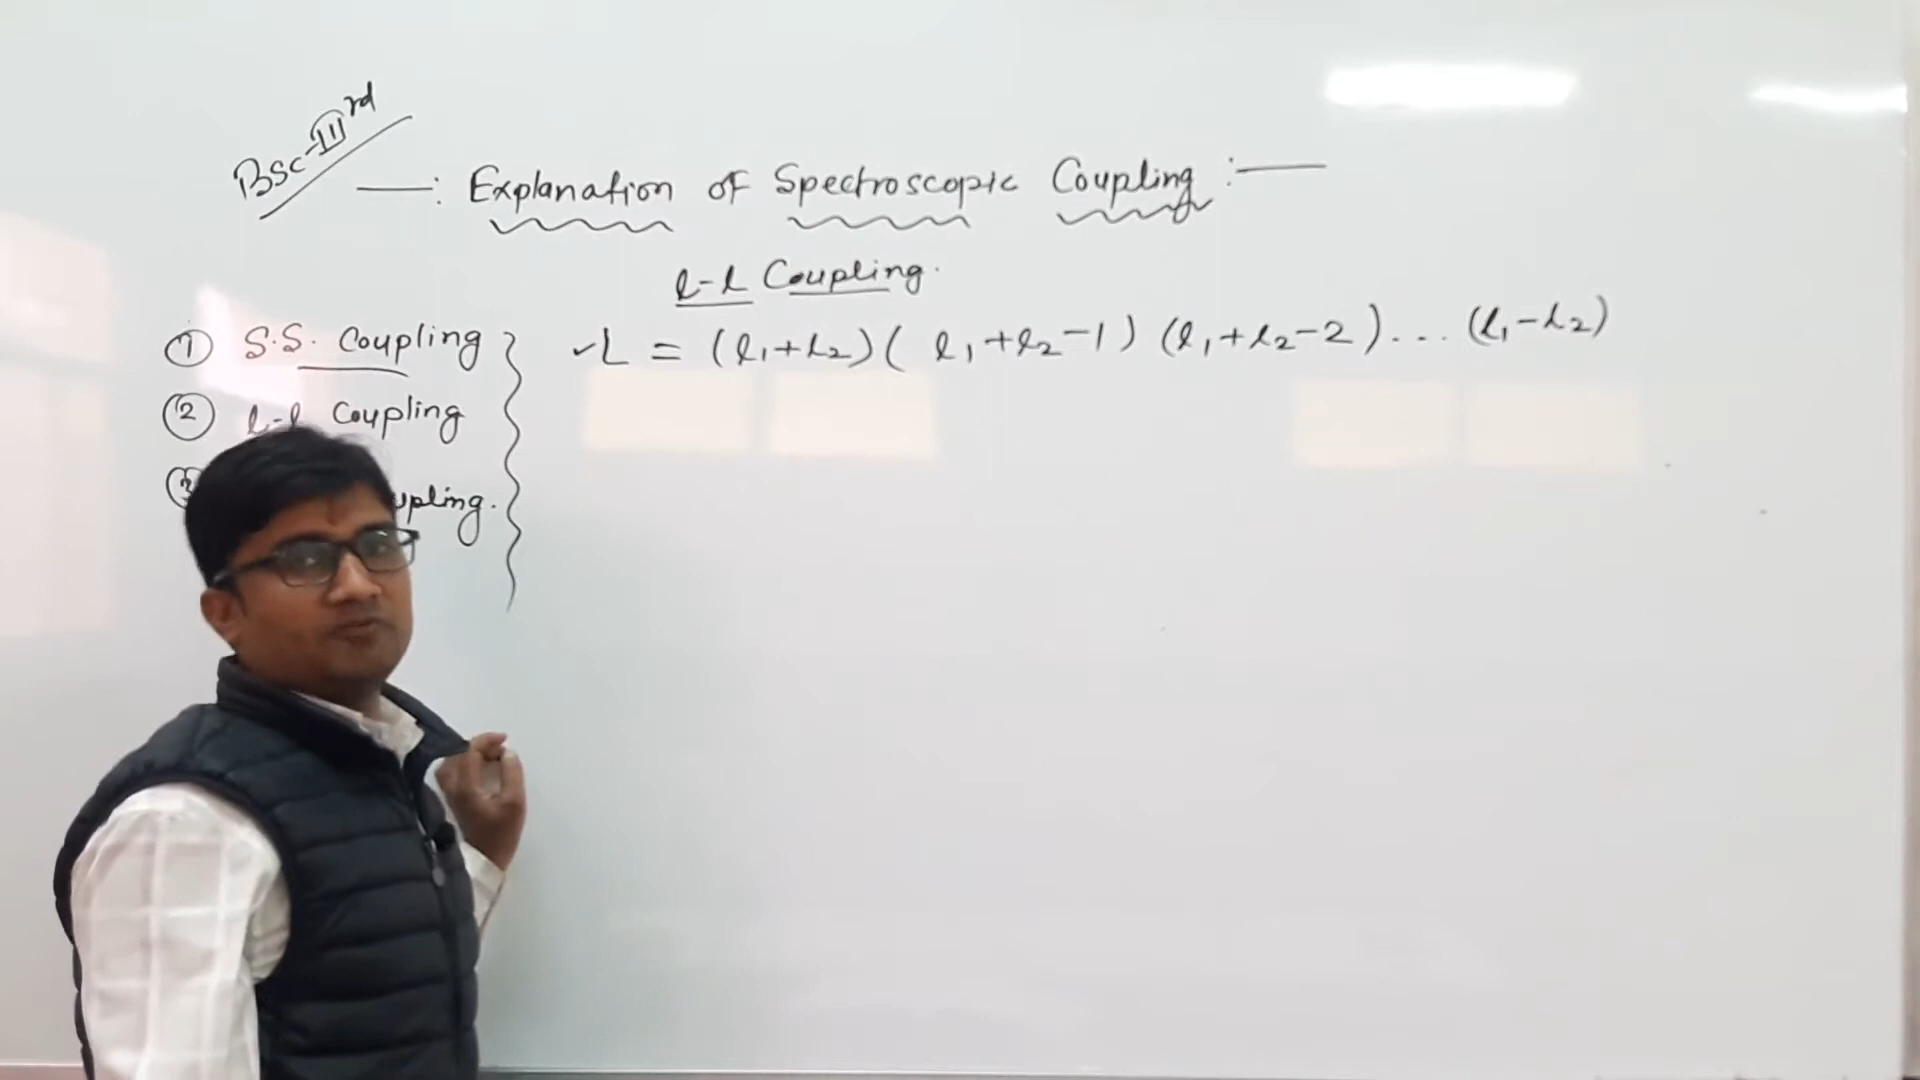 BSc-III rd
—: Explanation of Spectroscopic Coupling :—
l-l Coupling.
① S.S. Coupling
② l-l Coupling
③
L = (l₁+l₂)( l₁+l₂-1) (l₁+l₂-2)... (l₁-l₂)